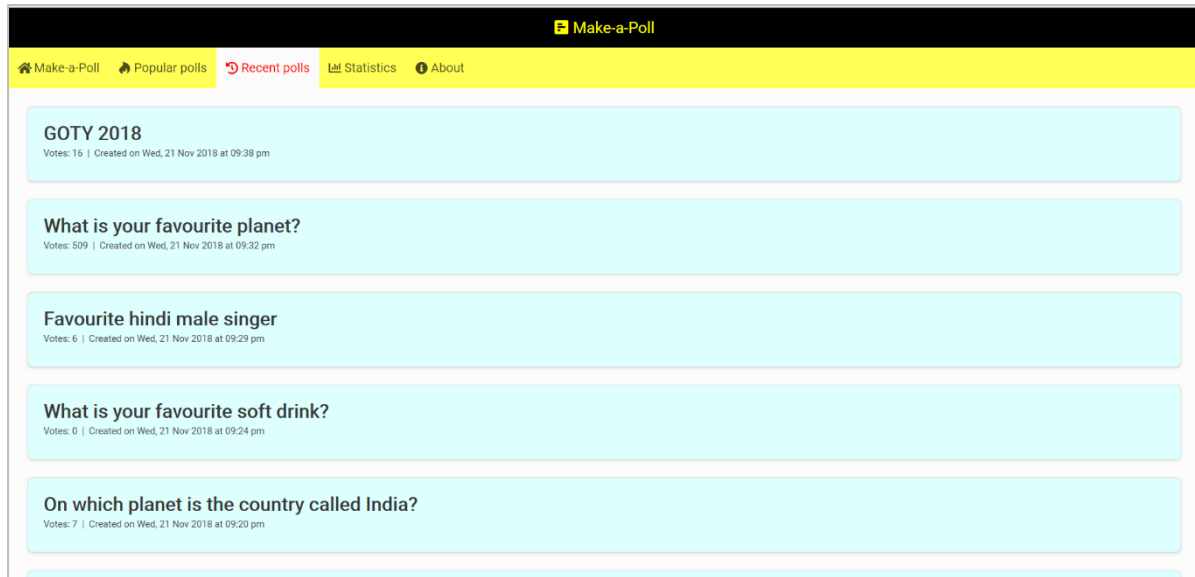 Make-a-Poll
Make-a-Poll Popular polls Recent polls Statistics About
GOTY 2018
Votes: 16 | Created on Wed, 21 Nov 2018 at 09:38 pm
What is your favourite planet?
Votes: 509 | Created on Wed, 21 Nov 2018 at 09:32 pm
Favourite hindi male singer
Votes: 6 | Created on Wed, 21 Nov 2018 at 09:29 pm
What is your favourite soft drink?
Votes: 0 | Created on Wed, 21 Nov 2018 at 09:24 pm
On which planet is the country called India?
Votes: 7 | Created on Wed, 21 Nov 2018 at 09:20 pm